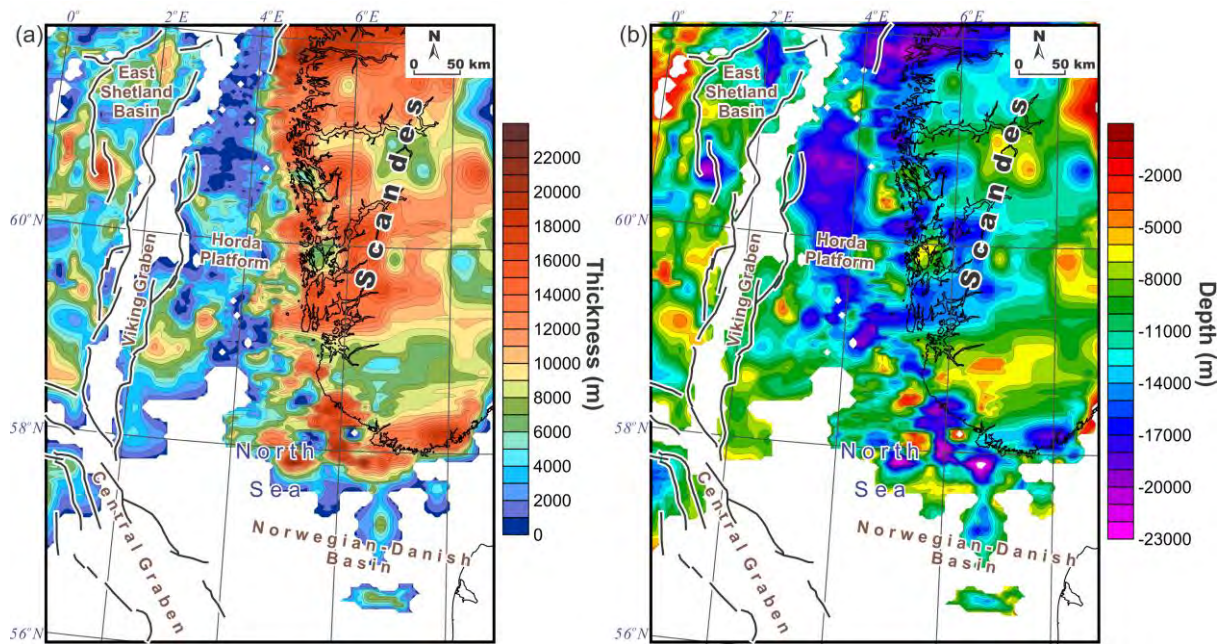 (a)
0°
2°E
4°E
6°E
N
0 50 km
East
Shetland
Basin
Scandes
60°N
Horda
Platform
Viking Graben
58°N
North
Sea
Central Graben
Norwegian-Danish
Basin
56°N
22000
20000
18000
16000
14000
12000
10000
8000
6000
4000
2000
0
Thickness (m)
(b)
0°
2°E
4°E
6°E
N
0 50 km
East
Shetland
Basin
Scandes
60°N
Horda
Platform
Viking Graben
58°N
North
Sea
Central Graben
Norwegian-Danish
Basin
56°N
-2000
-5000
-8000
-11000
-14000
-17000
-20000
-23000
Depth (m)